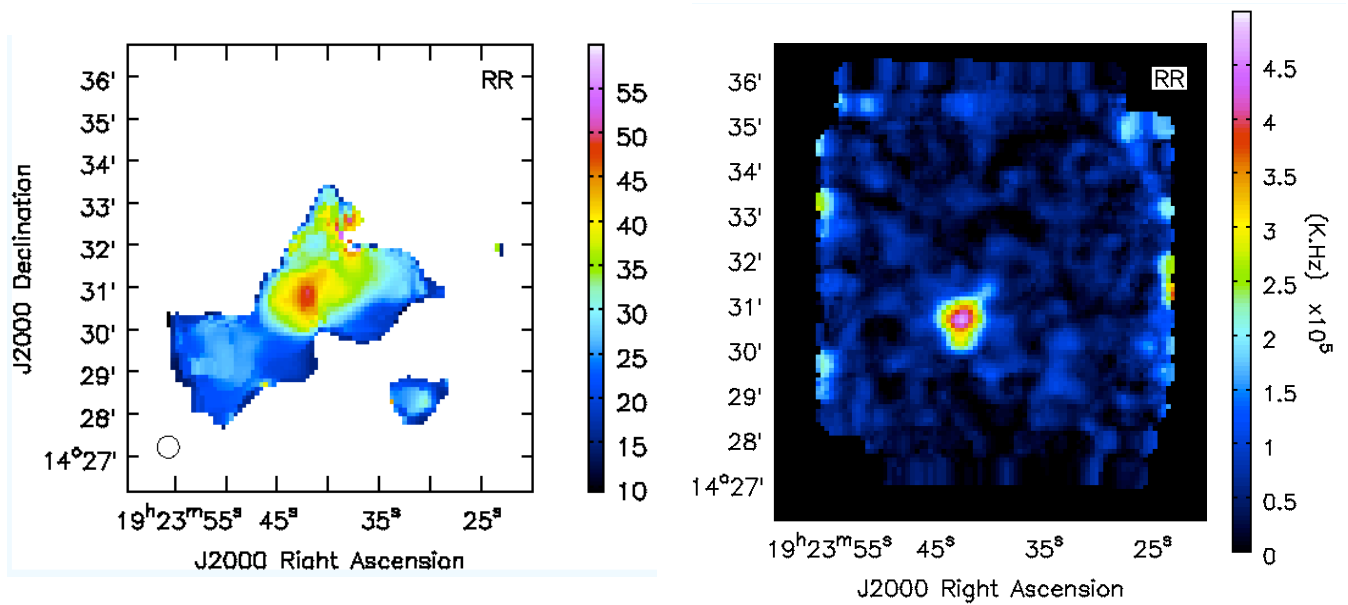 RR
36'
35'
34'
33'
32'
31'
30'
29'
28'
14°27'
J2000 Declination
19ʰ23ᵐ55ˢ
45ˢ
35ˢ
25ˢ
J2000 Right Ascension
55
50
45
40
35
30
25
20
15
10
RR
36'
35'
34'
33'
32'
31'
30'
29'
28'
14°27'
19ʰ23ᵐ55ˢ
45ˢ
35ˢ
25ˢ
J2000 Right Ascension
4.5
4
3.5
3
2.5
2
1.5
1
0.5
0
(K.Hz) x10⁵